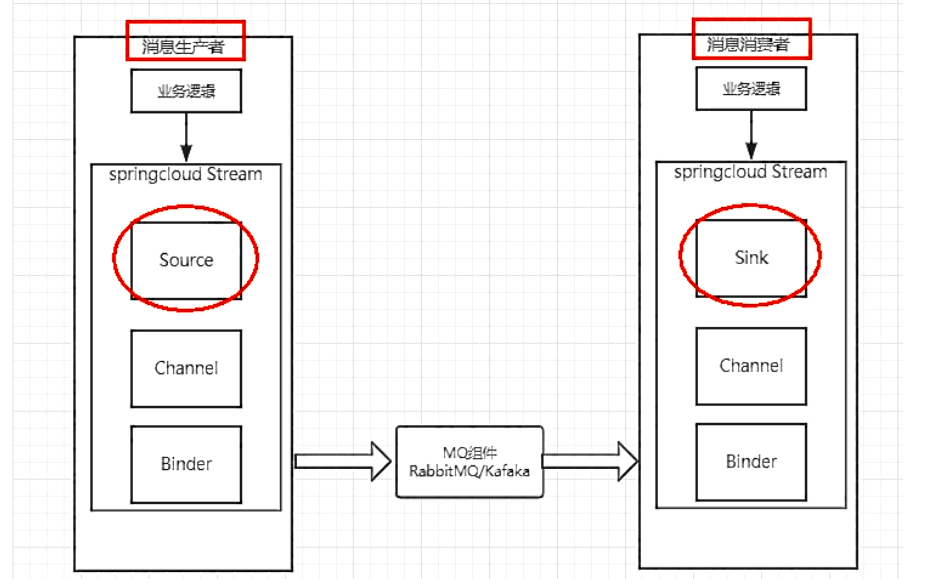 消息生产者
业务逻辑
springcloud Stream
Source
Channel
Binder
MQ组件
RabbitMQ/Kafaka
消息消费者
业务逻辑
springcloud Stream
Sink
Channel
Binder